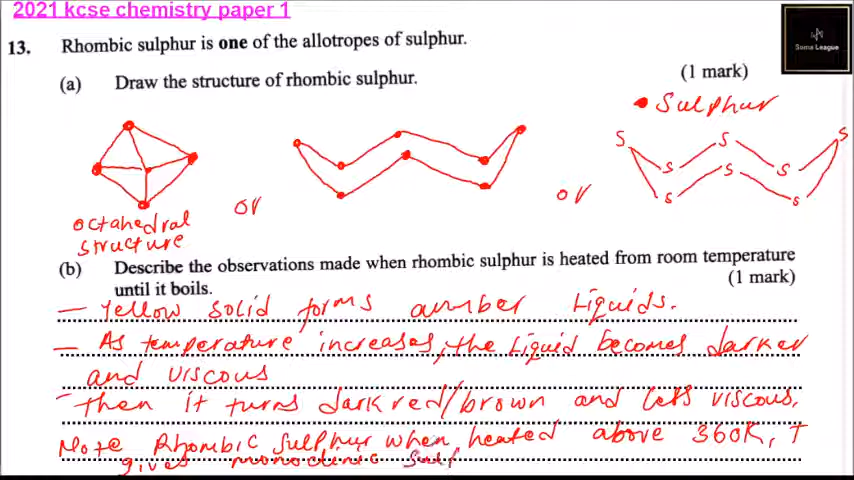 2021 kcse chemistry paper 1
Soma League
13. Rhombic sulphur is one of the allotropes of sulphur.
(a) Draw the structure of rhombic sulphur. (1 mark)
Sulphur
S S S
S S
S S
S
or or
octahedral
structure
(b) Describe the observations made when rhombic sulphur is heated from room temperature
until it boils. (1 mark)
– Yellow solid forms amber liquids.
– As temperature increases, the liquid becomes darker
and viscous
– then it turns dark red/brown and less viscous.
Note Rhombic sulphur when heated above 360K, T
gives monoclinic sulf